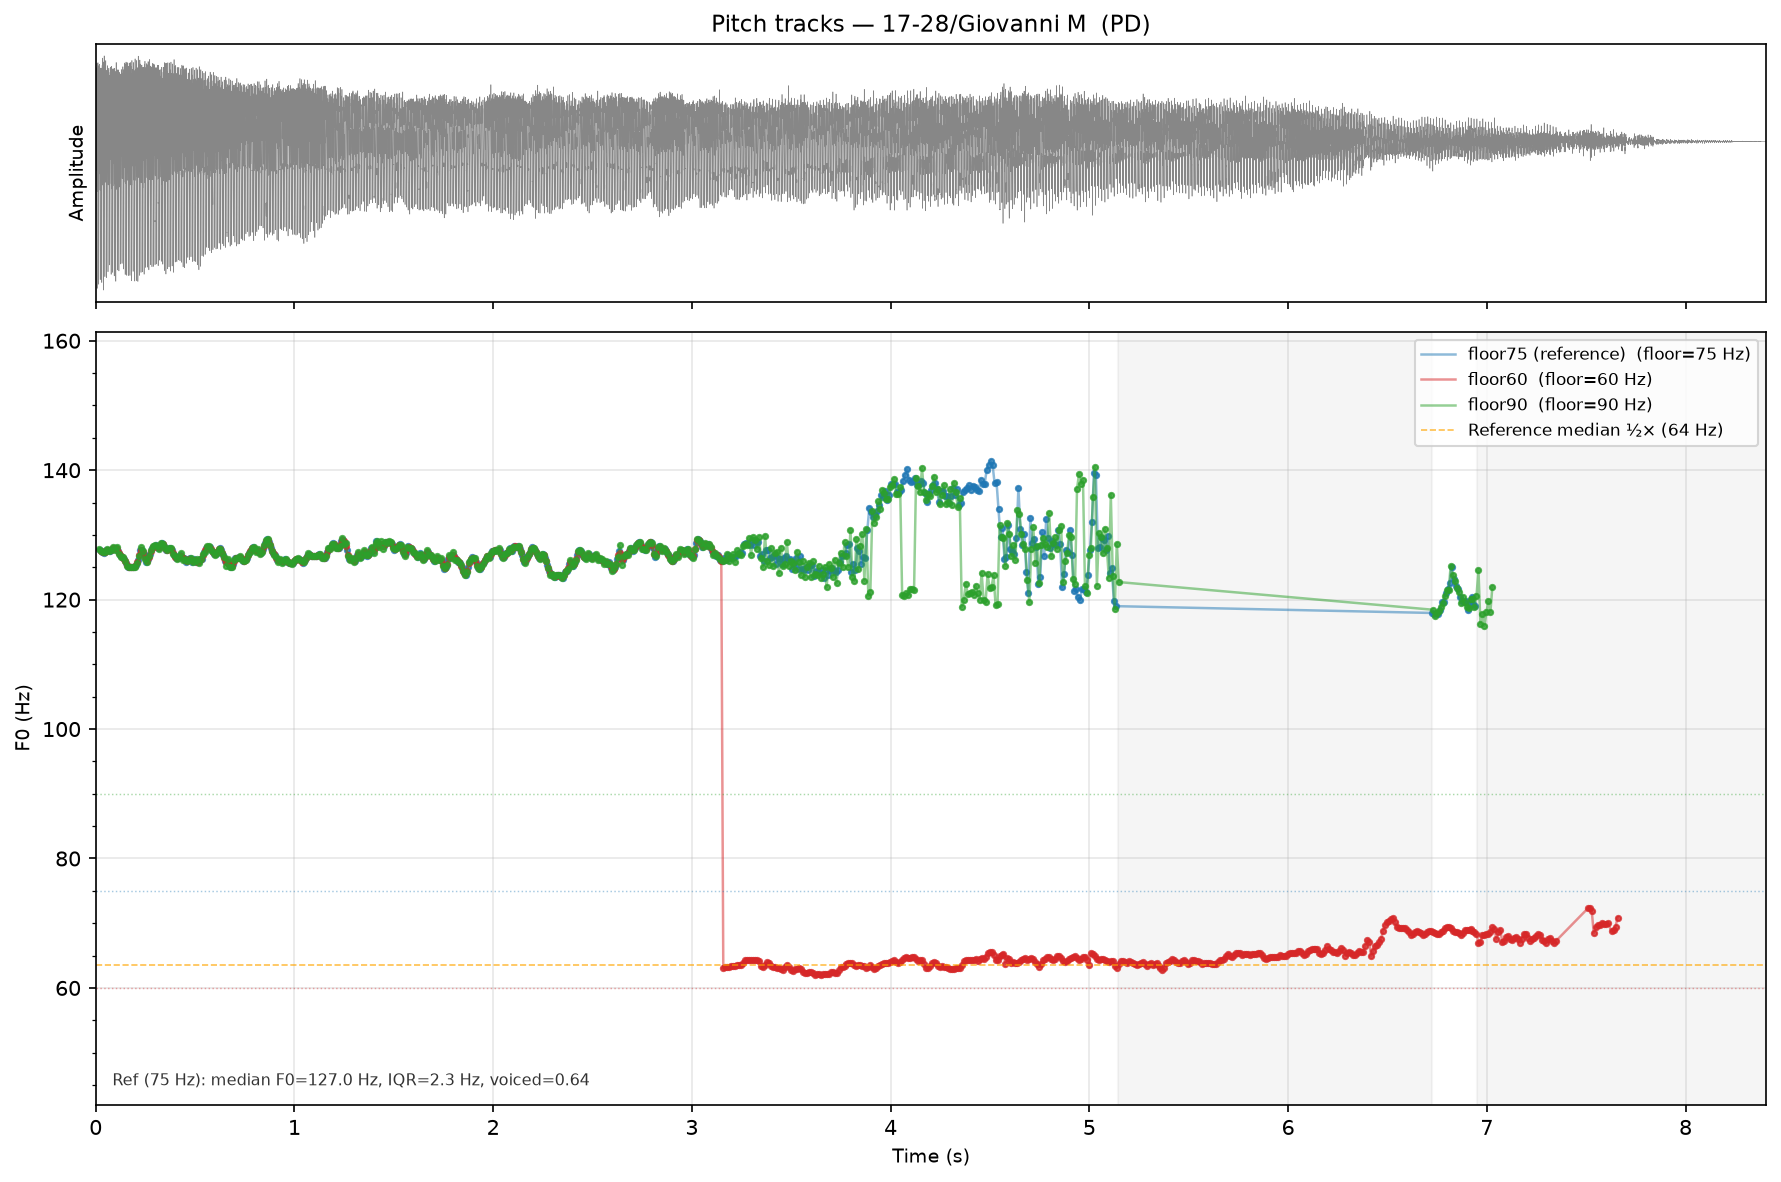 Pitch tracks — 17-28/Giovanni M  (PD)
Amplitude
160
140
120
100
80
60
F0 (Hz)
floor75 (reference)  (floor=75 Hz)
floor60  (floor=60 Hz)
floor90  (floor=90 Hz)
Reference median ½× (64 Hz)
Ref (75 Hz): median F0=127.0 Hz, IQR=2.3 Hz, voiced=0.64
0 1 2 3 4 5 6 7 8
Time (s)